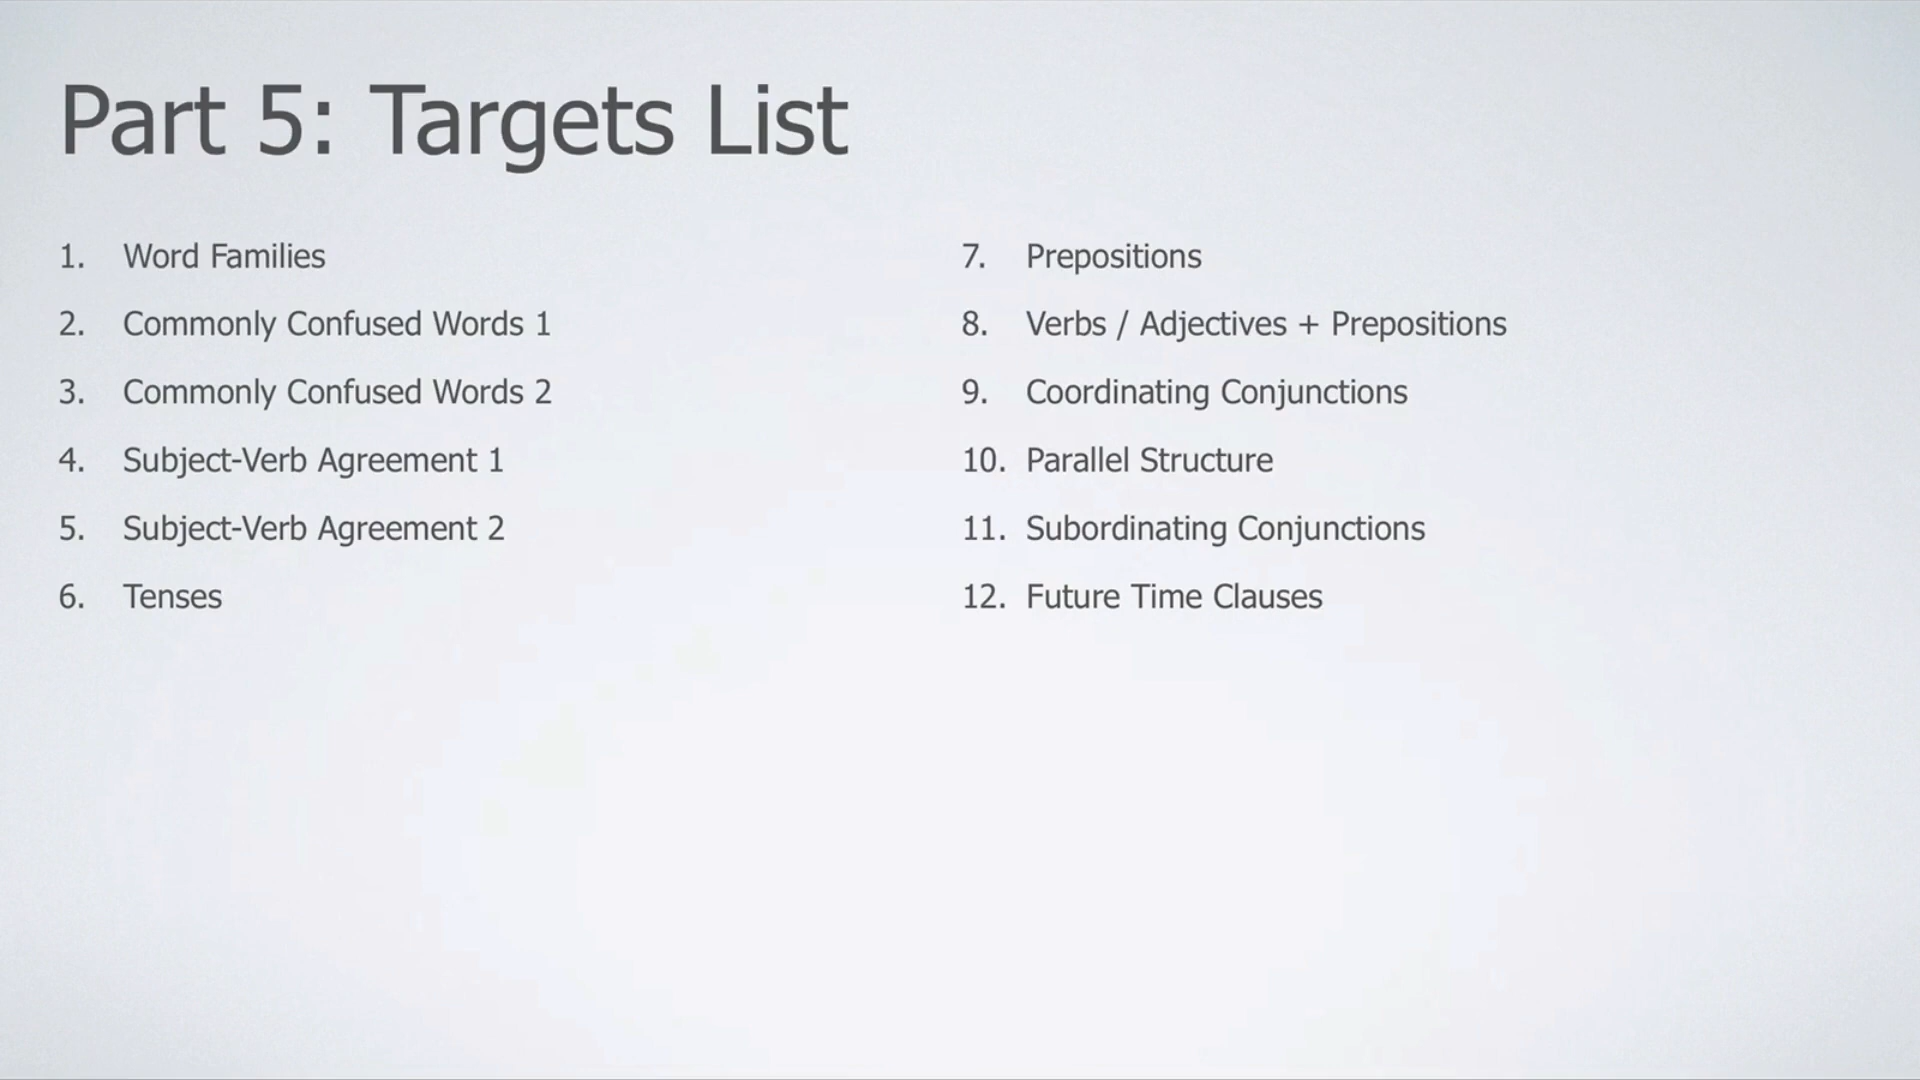 Part 5: Targets List
1. Word Families
2. Commonly Confused Words 1
3. Commonly Confused Words 2
4. Subject-Verb Agreement 1
5. Subject-Verb Agreement 2
6. Tenses
7. Prepositions
8. Verbs / Adjectives + Prepositions
9. Coordinating Conjunctions
10. Parallel Structure
11. Subordinating Conjunctions
12. Future Time Clauses